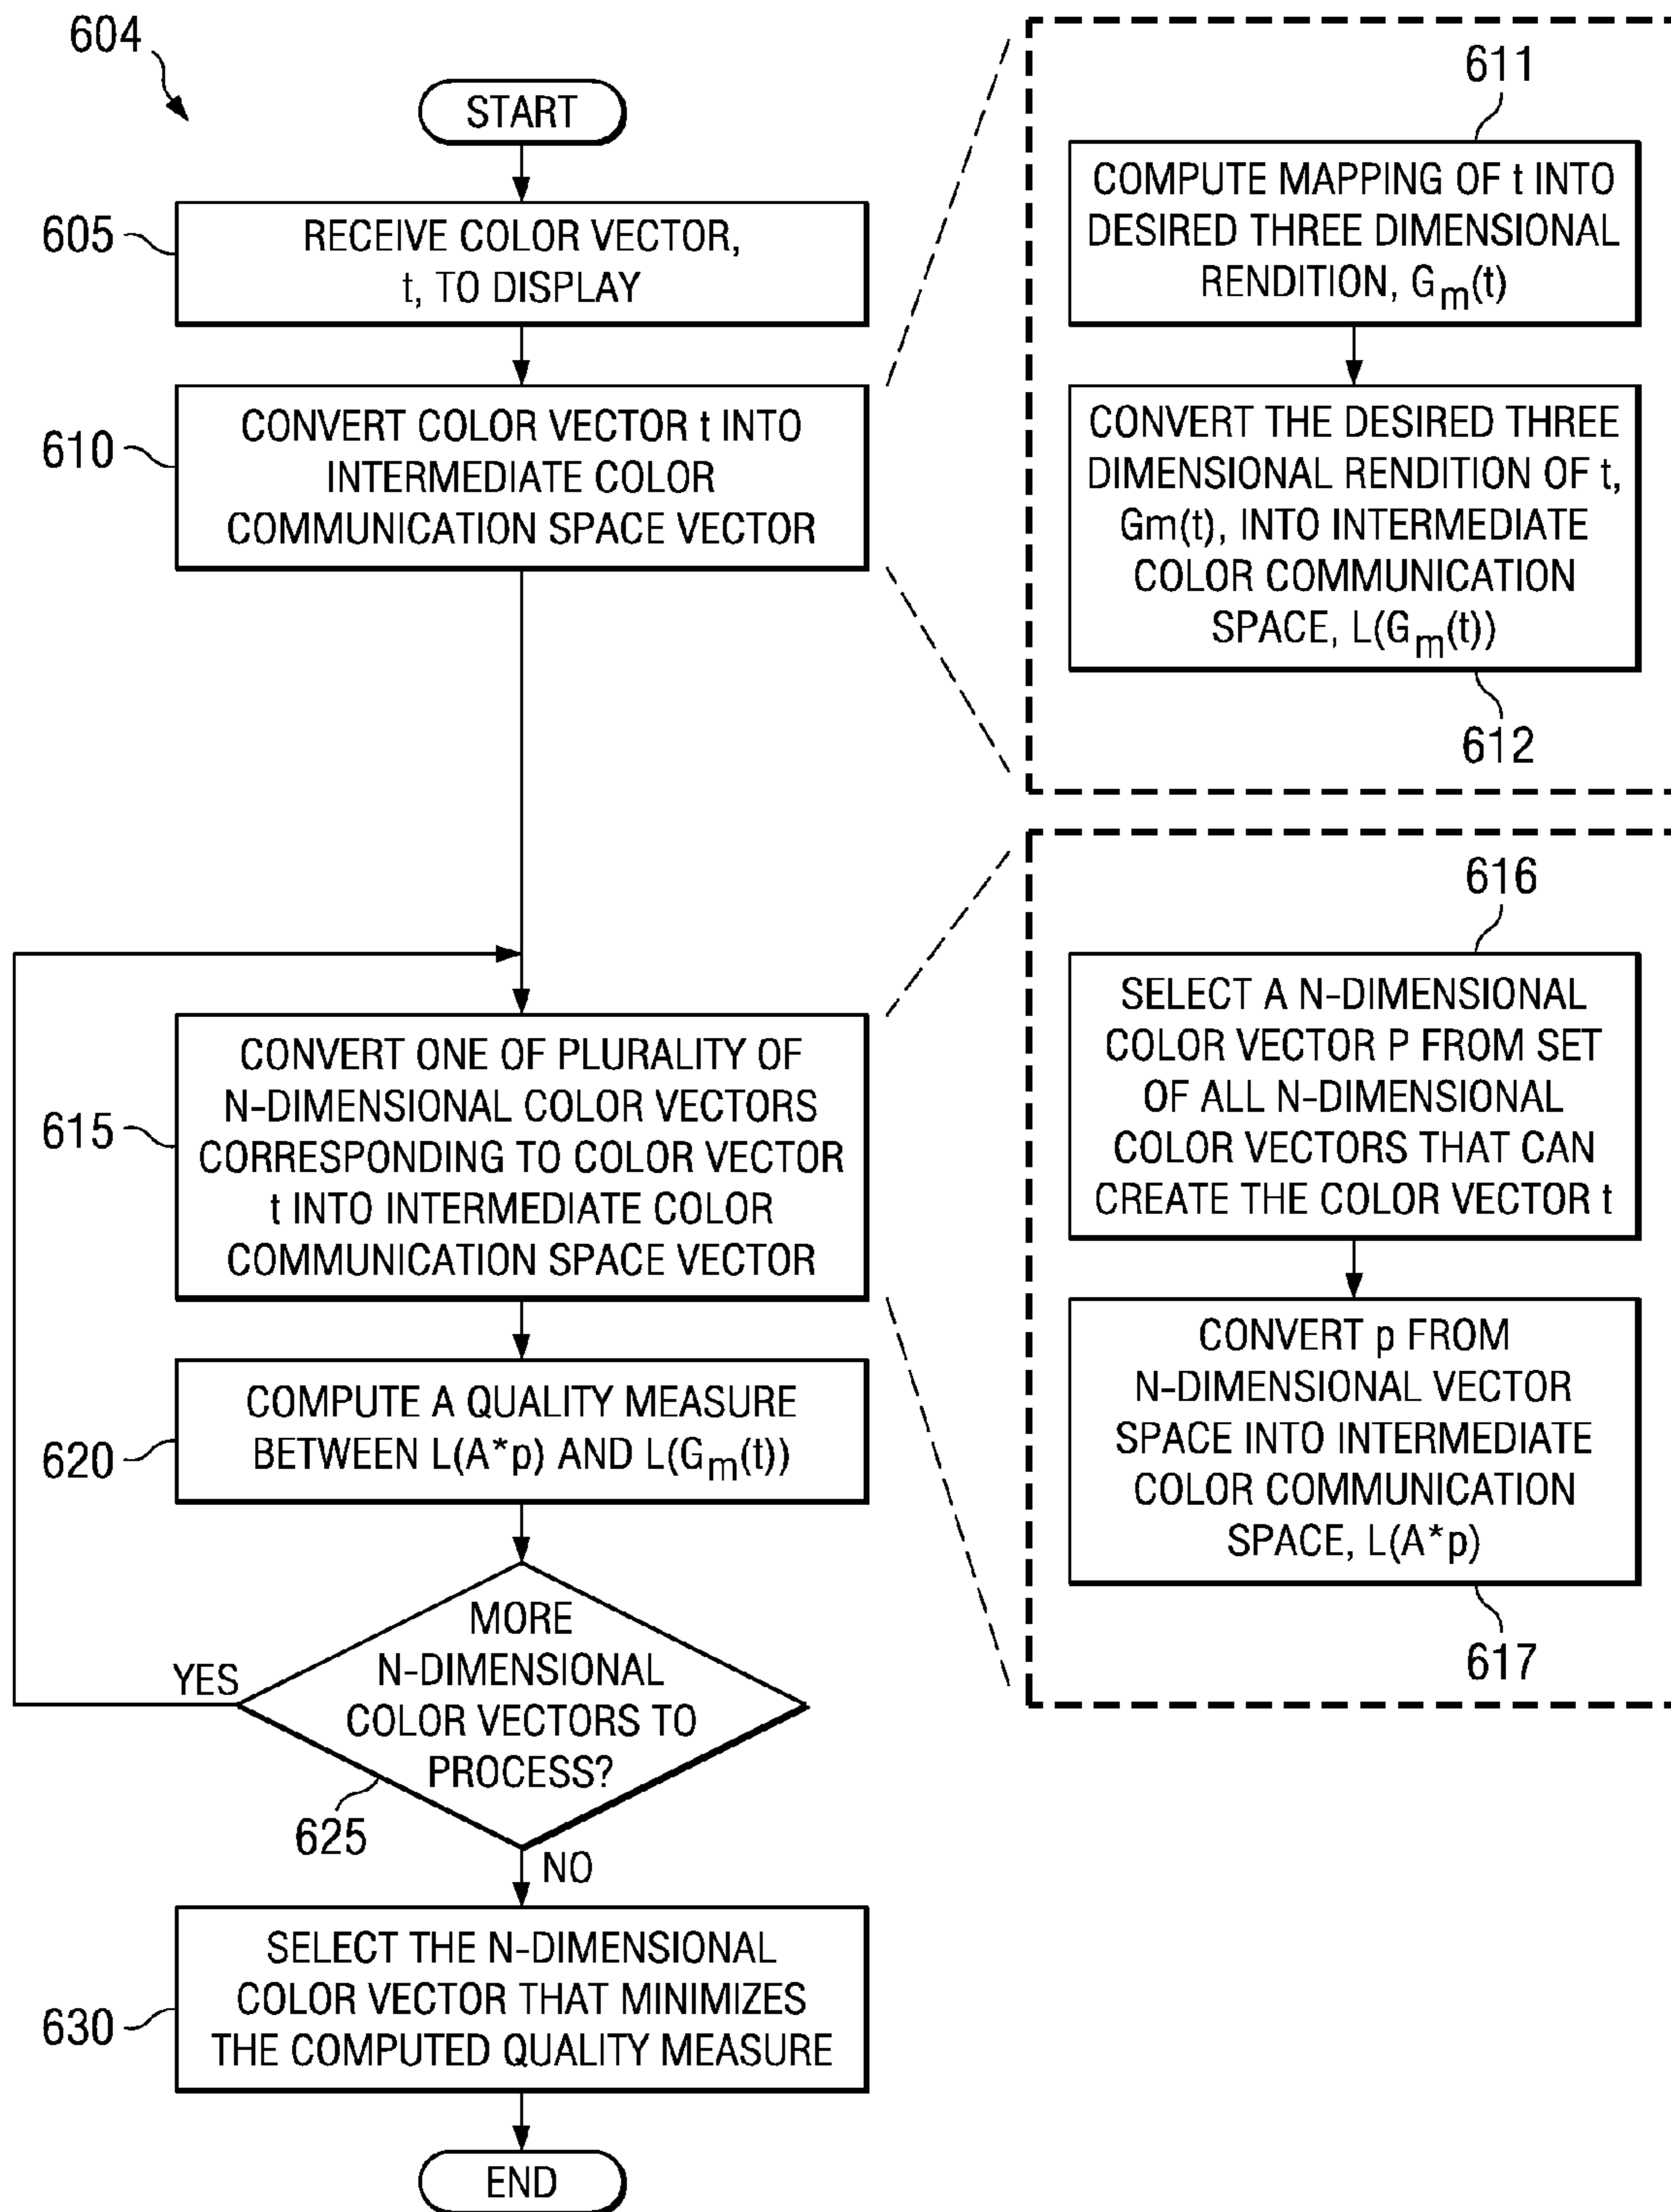 604
START
605
RECEIVE COLOR VECTOR,
t, TO DISPLAY
610
CONVERT COLOR VECTOR t INTO
INTERMEDIATE COLOR
COMMUNICATION SPACE VECTOR
611
COMPUTE MAPPING OF t INTO
DESIRED THREE DIMENSIONAL
RENDITION, Gm(t)
CONVERT THE DESIRED THREE
DIMENSIONAL RENDITION OF t,
Gm(t), INTO INTERMEDIATE
COLOR COMMUNICATION
SPACE, L(Gm(t))
612
615
CONVERT ONE OF PLURALITY OF
N-DIMENSIONAL COLOR VECTORS
CORRESPONDING TO COLOR VECTOR
t INTO INTERMEDIATE COLOR
COMMUNICATION SPACE VECTOR
616
SELECT A N-DIMENSIONAL
COLOR VECTOR P FROM SET
OF ALL N-DIMENSIONAL
COLOR VECTORS THAT CAN
CREATE THE COLOR VECTOR t
CONVERT p FROM
N-DIMENSIONAL VECTOR
SPACE INTO INTERMEDIATE
COLOR COMMUNICATION
SPACE, L(A*p)
617
620
COMPUTE A QUALITY MEASURE
BETWEEN L(A*p) AND L(Gm(t))
MORE
N-DIMENSIONAL
COLOR VECTORS TO
PROCESS?
YES
625
NO
630
SELECT THE N-DIMENSIONAL
COLOR VECTOR THAT MINIMIZES
THE COMPUTED QUALITY MEASURE
END